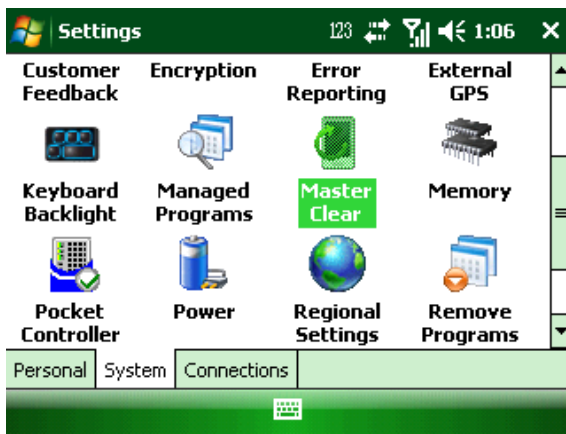 Settings 123 1:06
Customer Feedback Encryption Error Reporting External GPS
Keyboard Backlight Managed Programs Master Clear Memory
Pocket Controller Power Regional Settings Remove Programs
Personal System Connections